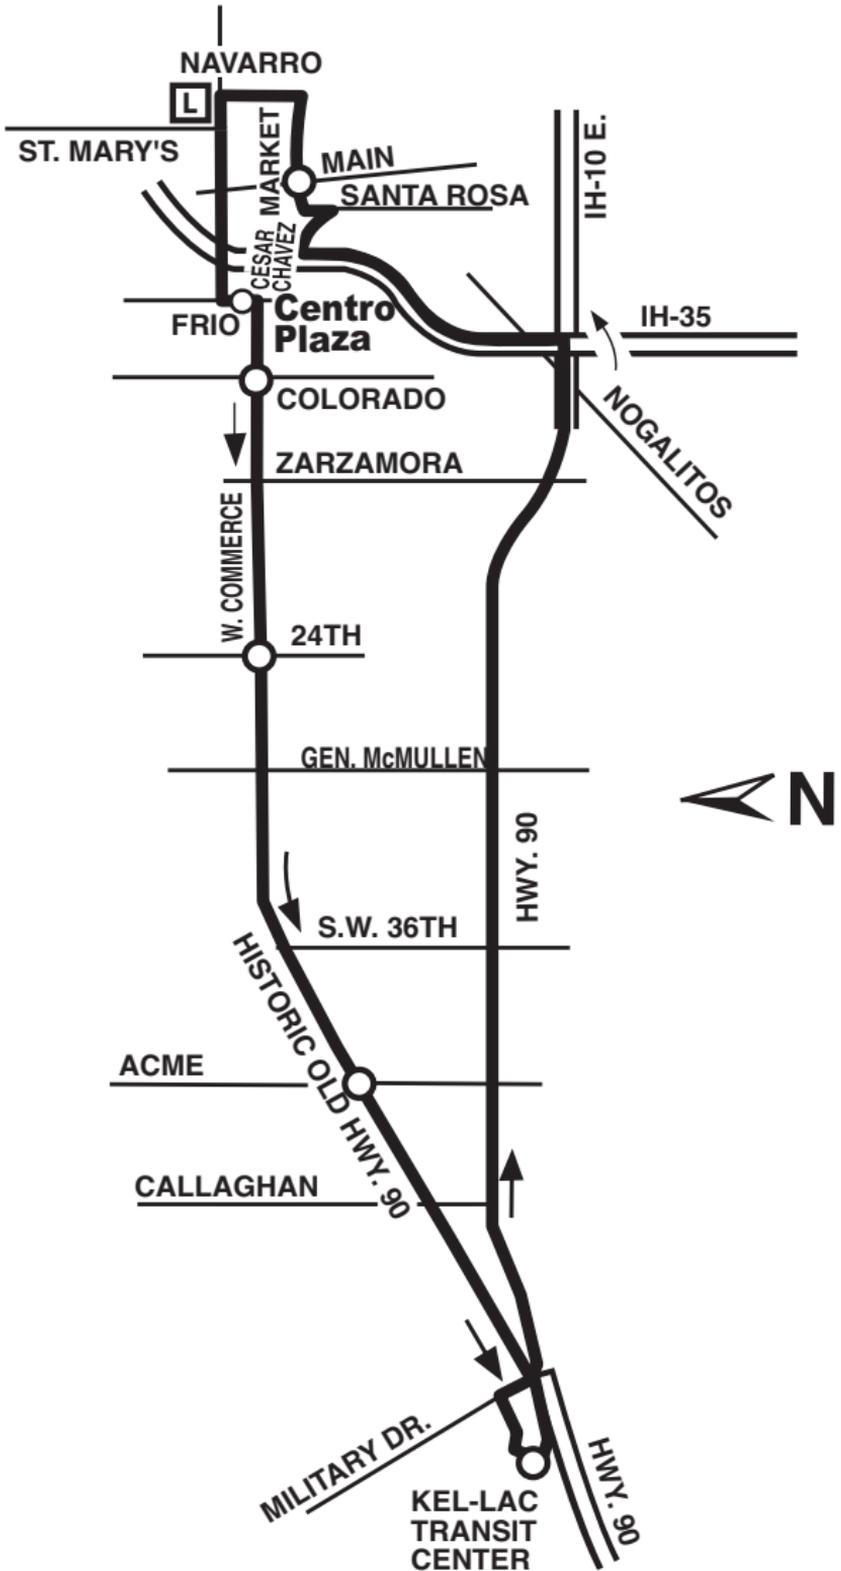 NAVARRO
L
ST. MARY'S
MARKET
MAIN
SANTA ROSA
IH-10 E.
CESAR
CHAVEZ
Centro
Plaza
FRIO
IH-35
COLORADO
NOGALITOS
ZARZAMORA
W. COMMERCE
24TH
GEN. McMULLEN
N
HWY. 90
S.W. 36TH
HISTORIC OLD HWY. 90
ACME
CALLAGHAN
MILITARY DR.
HWY. 90
KEL-LAC
TRANSIT
CENTER